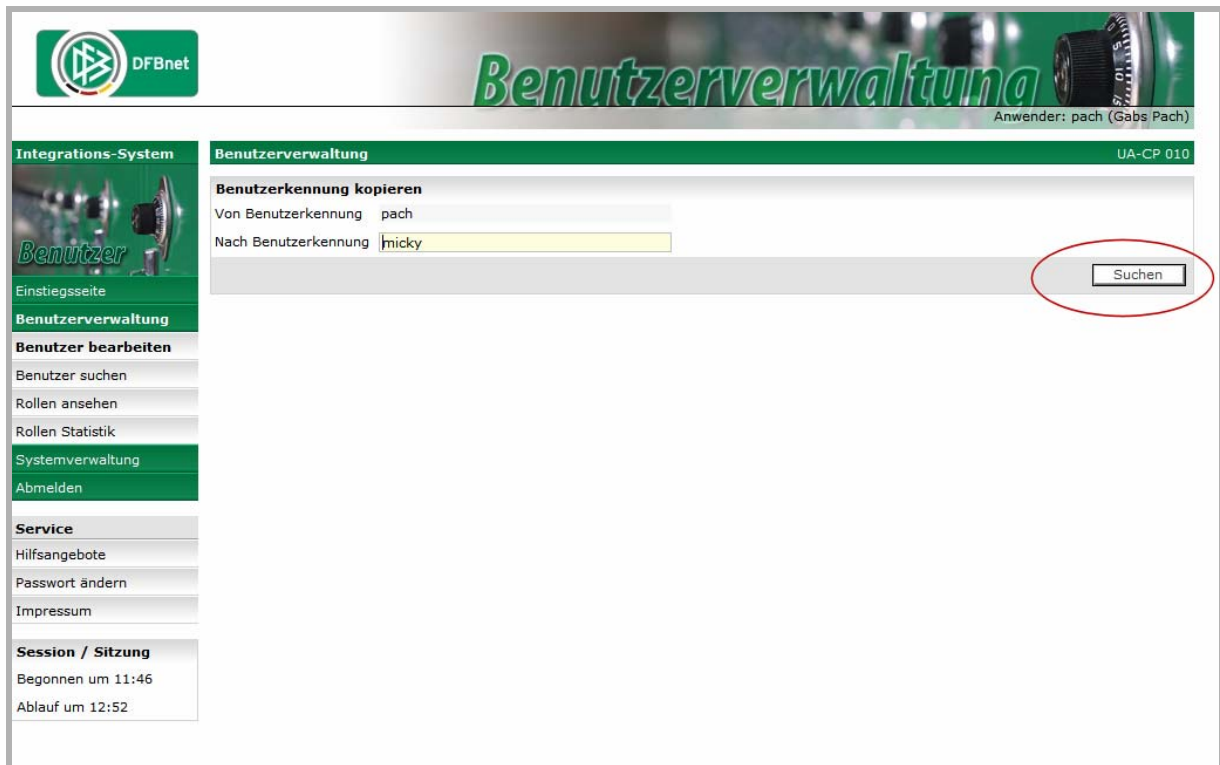 DFBnet
Benutzerverwaltung
Anwender: pach (Gabs Pach)
Integrations-System
Benutzer
Einstiegsseite
Benutzerverwaltung
Benutzer bearbeiten
Benutzer suchen
Rollen ansehen
Rollen Statistik
Systemverwaltung
Abmelden
Service
Hilfsangebote
Passwort ändern
Impressum
Session / Sitzung
Begonnen um 11:46
Ablauf um 12:52
Benutzerverwaltung UA-CP 010
Benutzerkennung kopieren
Von Benutzerkennung pach
Nach Benutzerkennung micky
Suchen